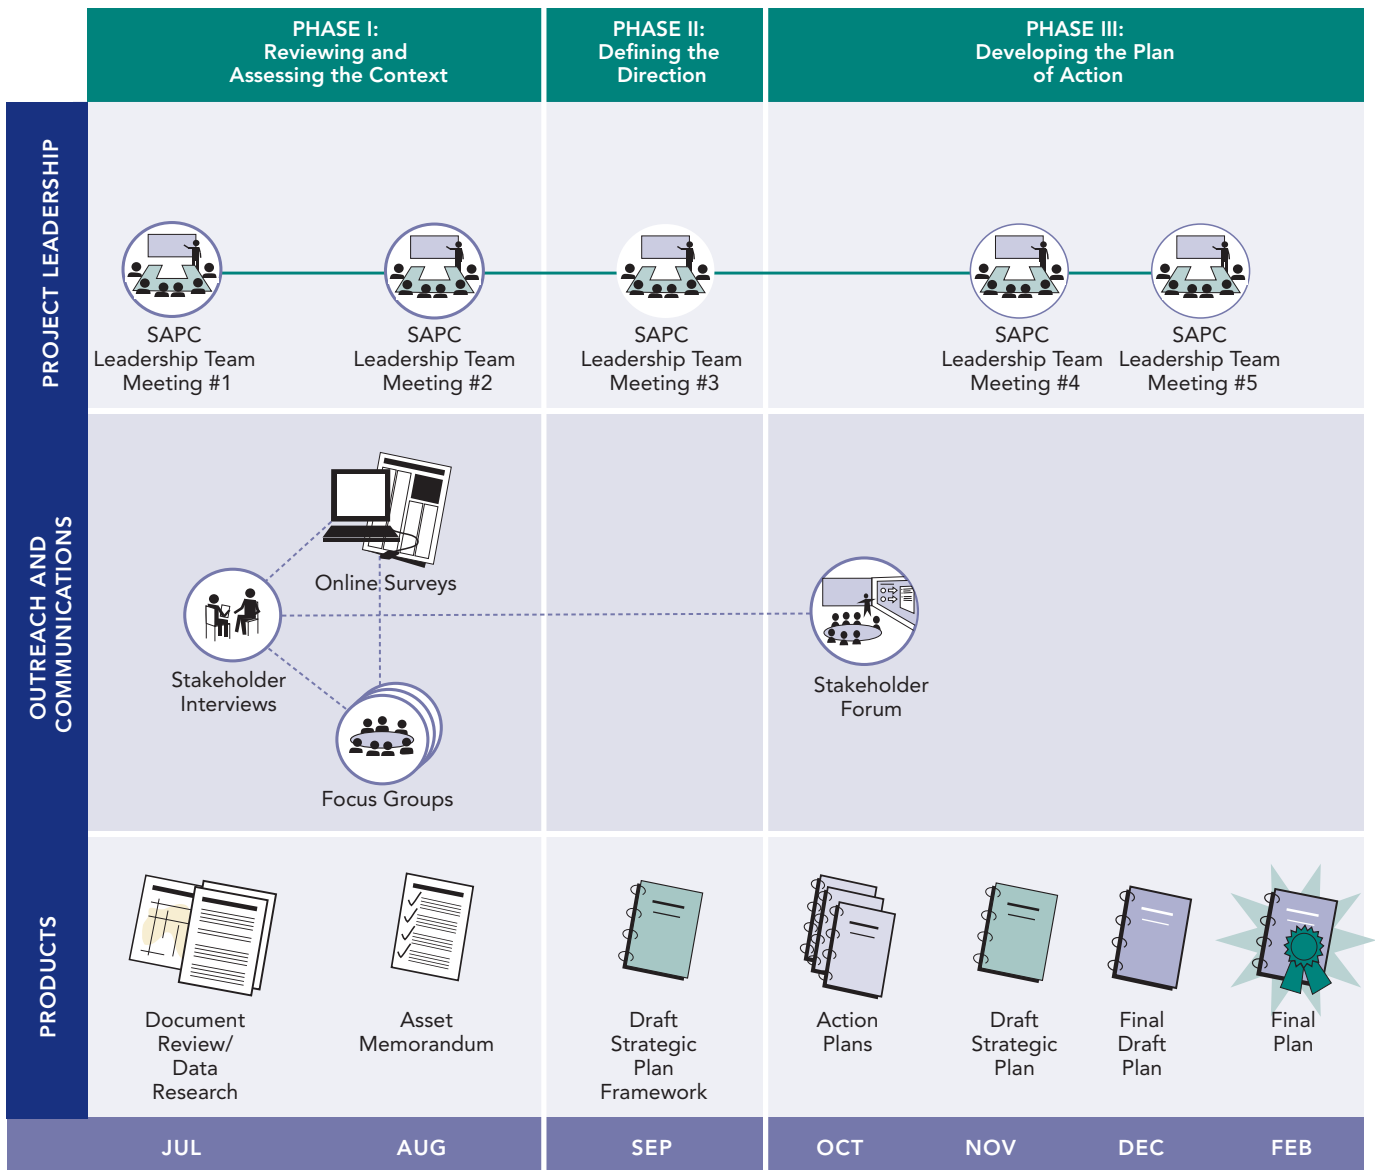 PHASE I:
Reviewing and
Assessing the Context
PHASE II:
Defining the
Direction
PHASE III:
Developing the Plan
of Action
PROJECT LEADERSHIP
SAPC
Leadership Team
Meeting #1
SAPC
Leadership Team
Meeting #2
SAPC
Leadership Team
Meeting #3
SAPC
Leadership Team
Meeting #4
SAPC
Leadership Team
Meeting #5
OUTREACH AND
COMMUNICATIONS
Online Surveys
Stakeholder
Interviews
Focus Groups
Stakeholder
Forum
PRODUCTS
Document
Review/
Data
Research
Asset
Memorandum
Draft
Strategic
Plan
Framework
Action
Plans
Draft
Strategic
Plan
Final
Draft
Plan
Final
Plan
JUL
AUG
SEP
OCT
NOV
DEC
FEB